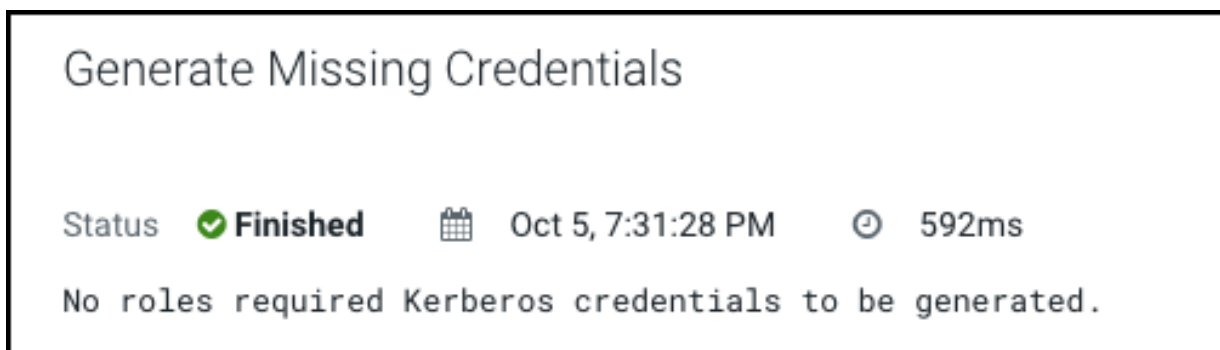 Generate Missing Credentials
Status Finished Oct 5, 7:31:28 PM 592ms
No roles required Kerberos credentials to be generated.